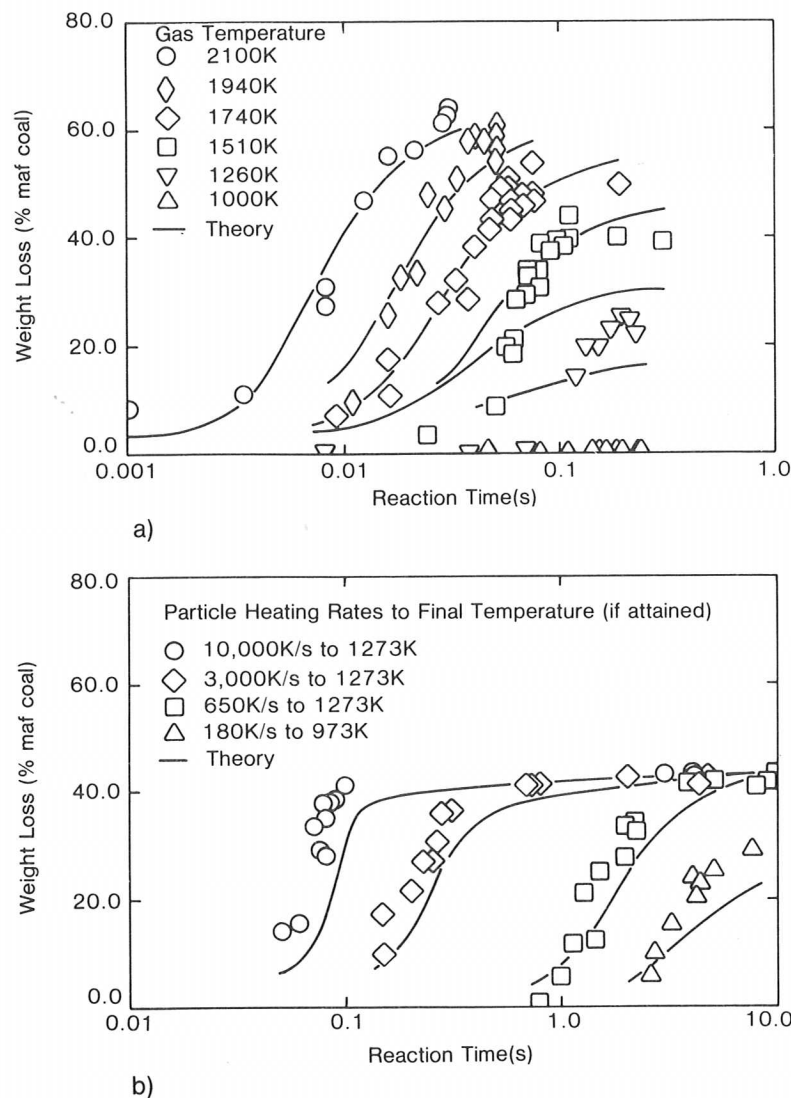 80.0
60.0
40.0
20.0
0.0
Weight Loss (% maf coal)
Gas Temperature
2100K
1940K
1740K
1510K
1260K
1000K
Theory
0.001
0.01
0.1
1.0
Reaction Time(s)
a)
80.0
60.0
40.0
20.0
0.0
Weight Loss (% maf coal)
Particle Heating Rates to Final Temperature (if attained)
10,000K/s to 1273K
3,000K/s to 1273K
650K/s to 1273K
180K/s to 973K
Theory
0.01
0.1
1.0
10.0
Reaction Time(s)
b)